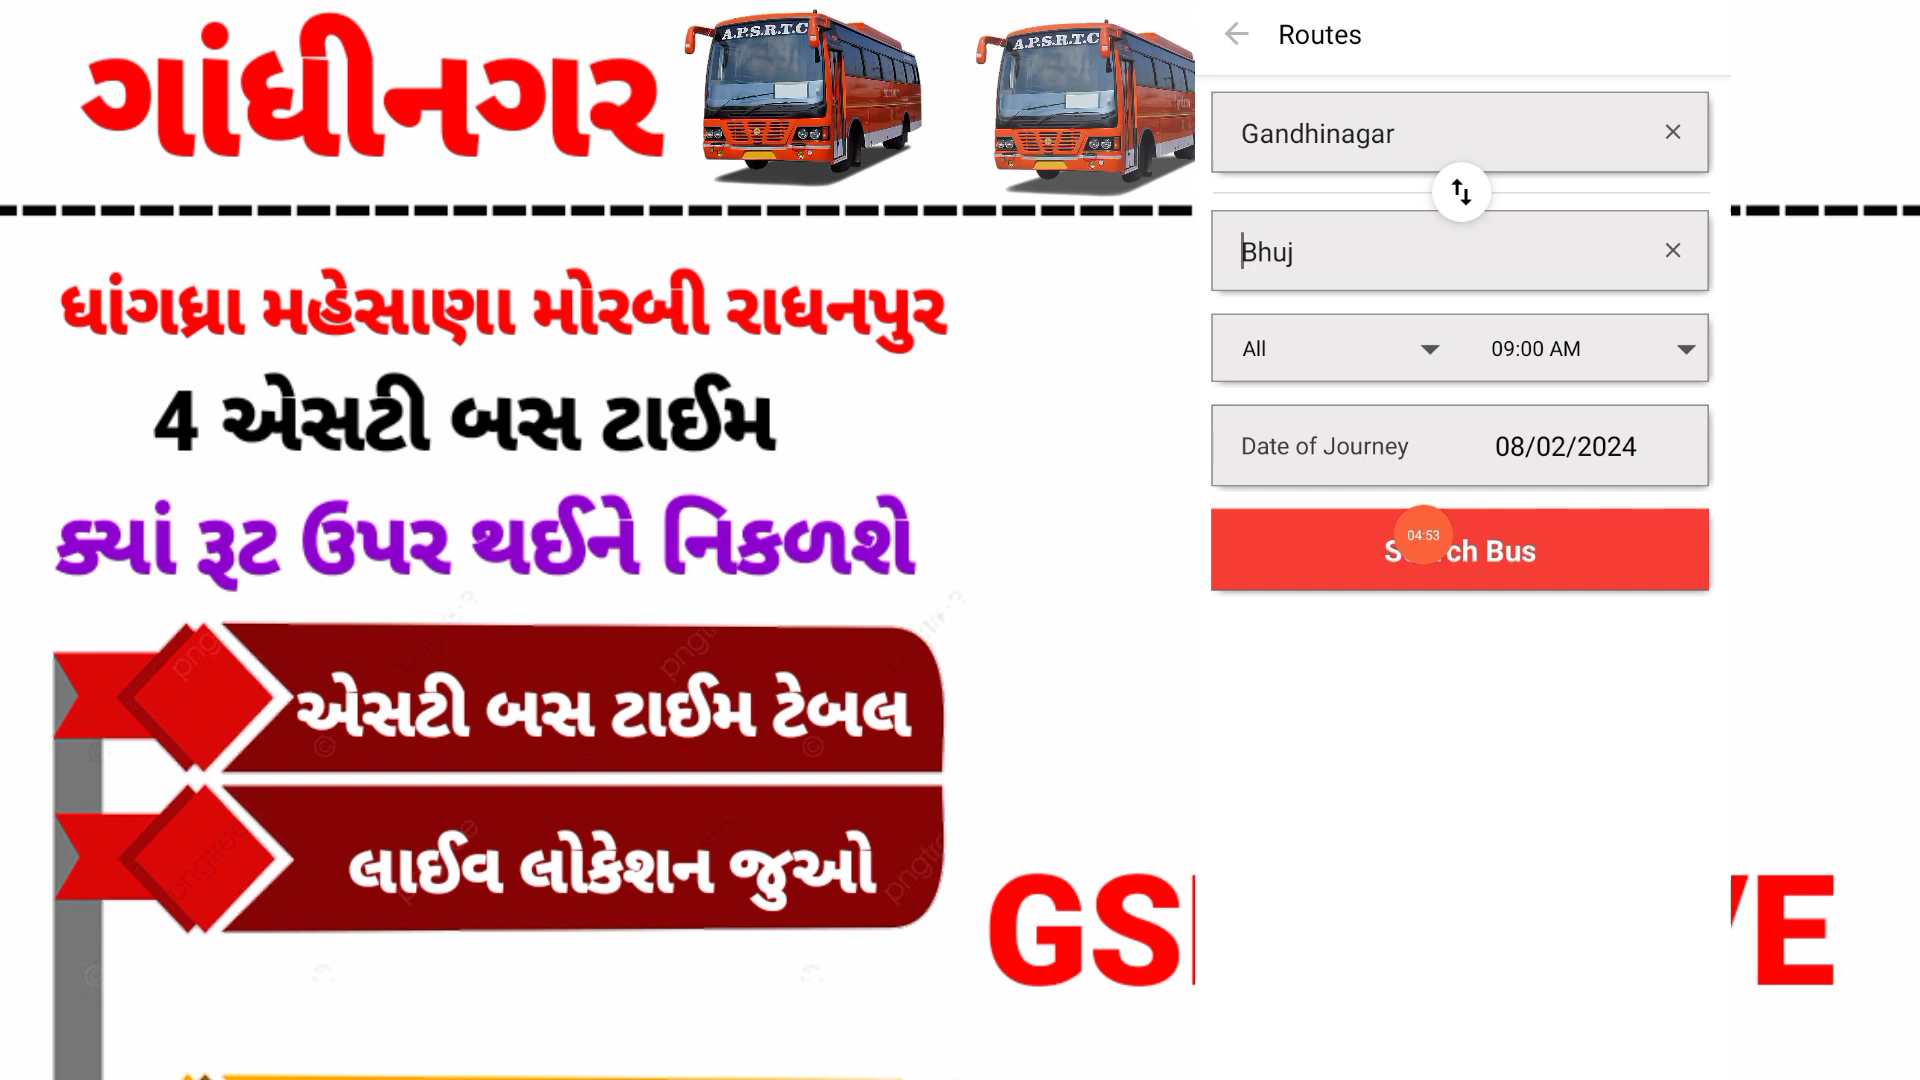 ગાંધીનગર
A.P.S.R.T.C
A.P.S.R.T.C
ધાંગધ્રા મહેસાણા મોરબી રાધનપુર
4 એસટી બસ ટાઈમ
ક્યાં રૂટ ઉપર થઈને નિકળશે
એસટી બસ ટાઈમ ટેબલ
લાઈવ લોકેશન જુઓ
Routes
Gandhinagar
Bhuj
All 09:00 AM
Date of Journey 08/02/2024
04:53
ch Bus
GS
E